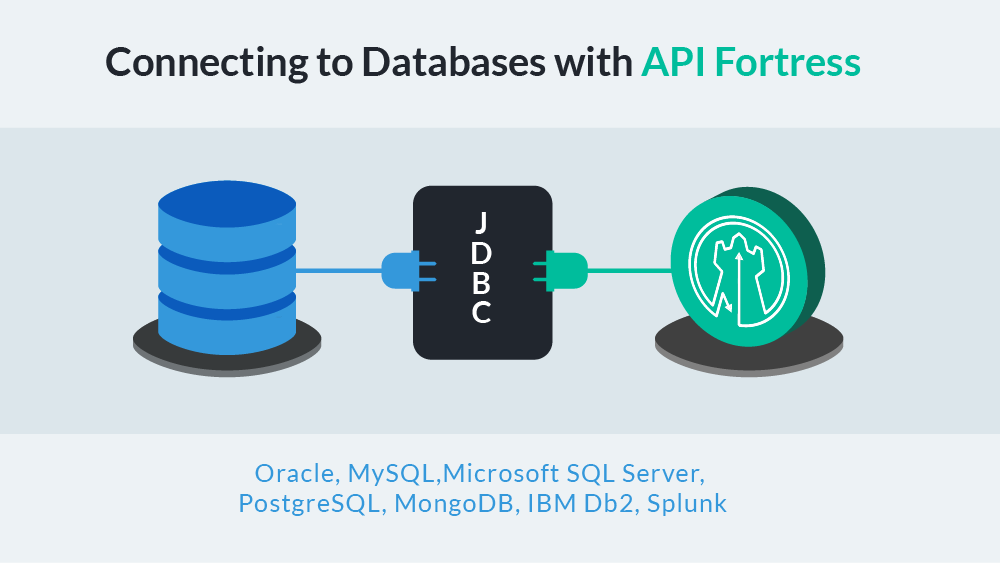 Connecting to Databases with API Fortress
J
D
B
C
Oracle, MySQL,Microsoft SQL Server,
PostgreSQL, MongoDB, IBM Db2, Splunk